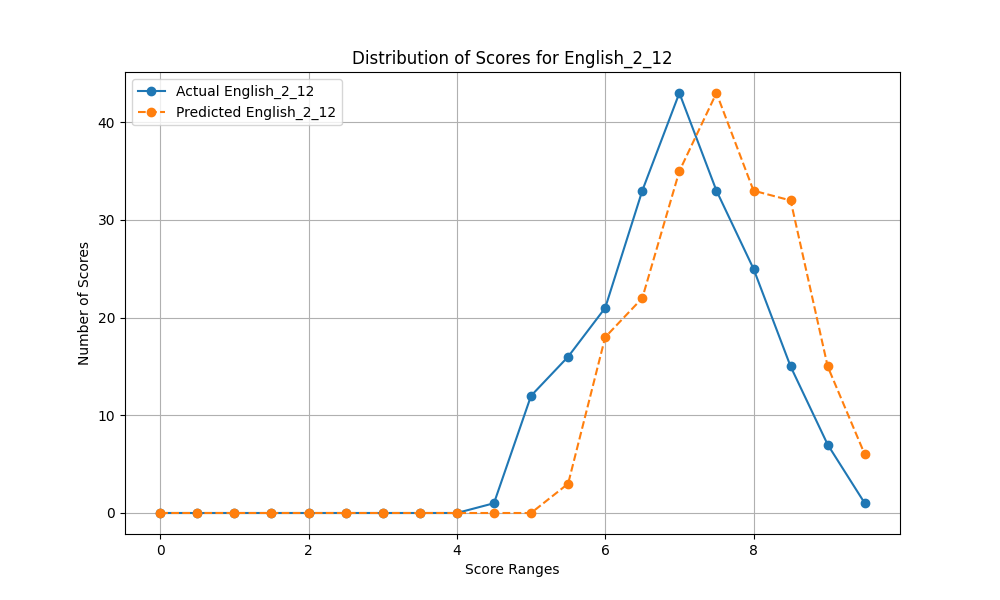 Distribution of Scores for English_2_12
Actual English_2_12
Predicted English_2_12
Number of Scores
40
30
20
10
0
0 2 4 6 8
Score Ranges